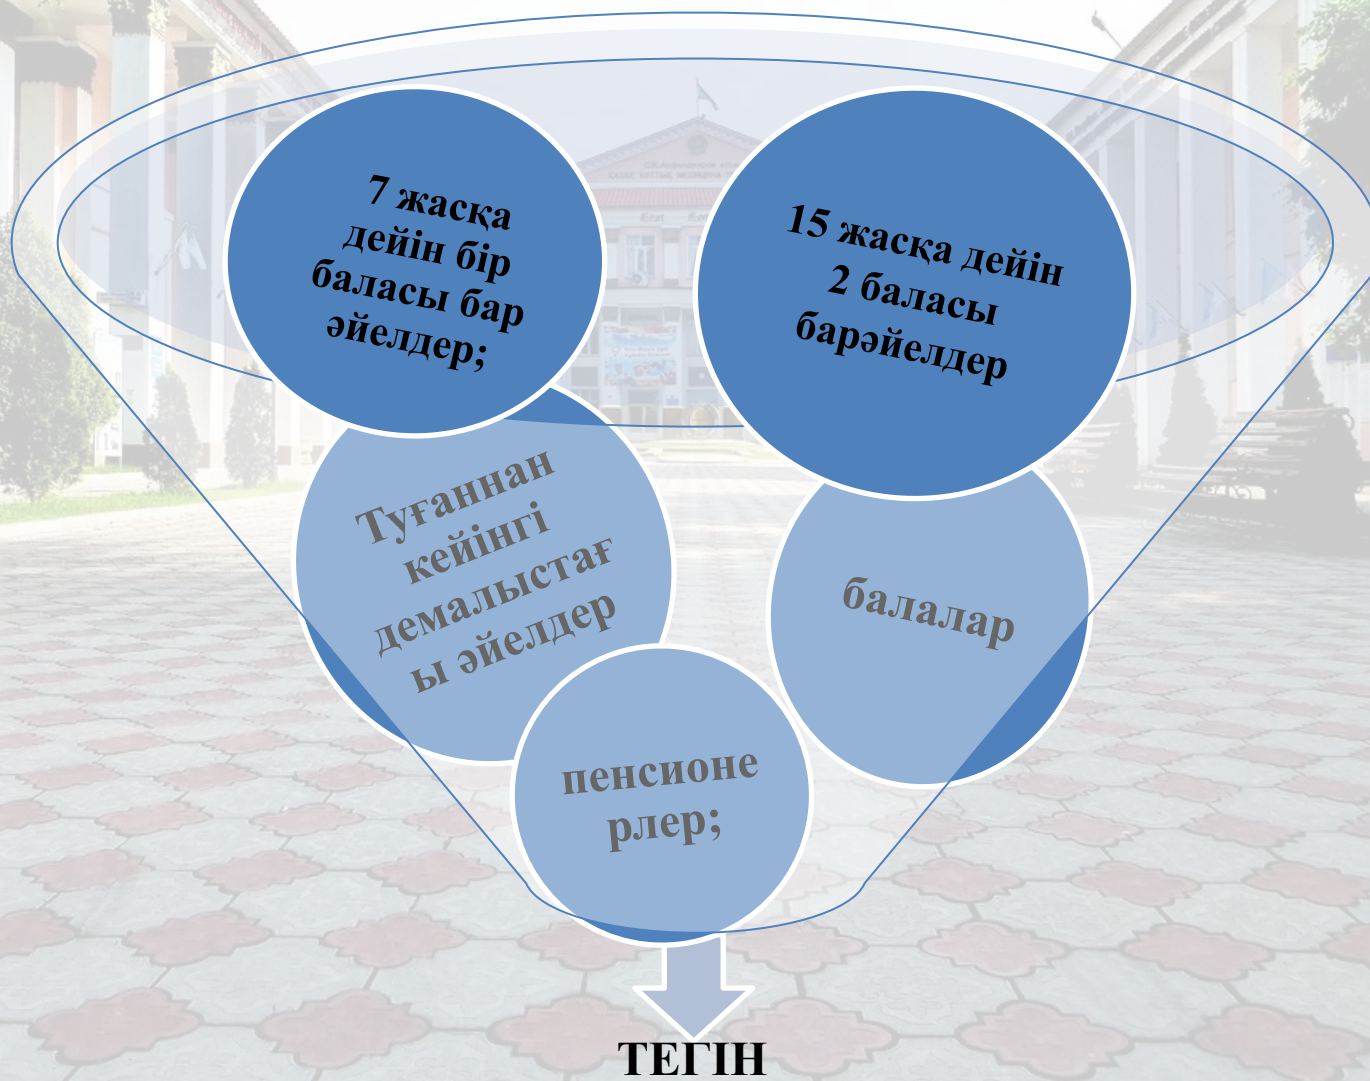 7 жасқа
дейін бір
баласы бар
әйелдер;
15 жасқа дейін
2 баласы
барәйелдер
Туғаннан
кейінгі
демалыстағ
ы әйелдер
балалар
пенсионе
рлер;
ТЕГІН